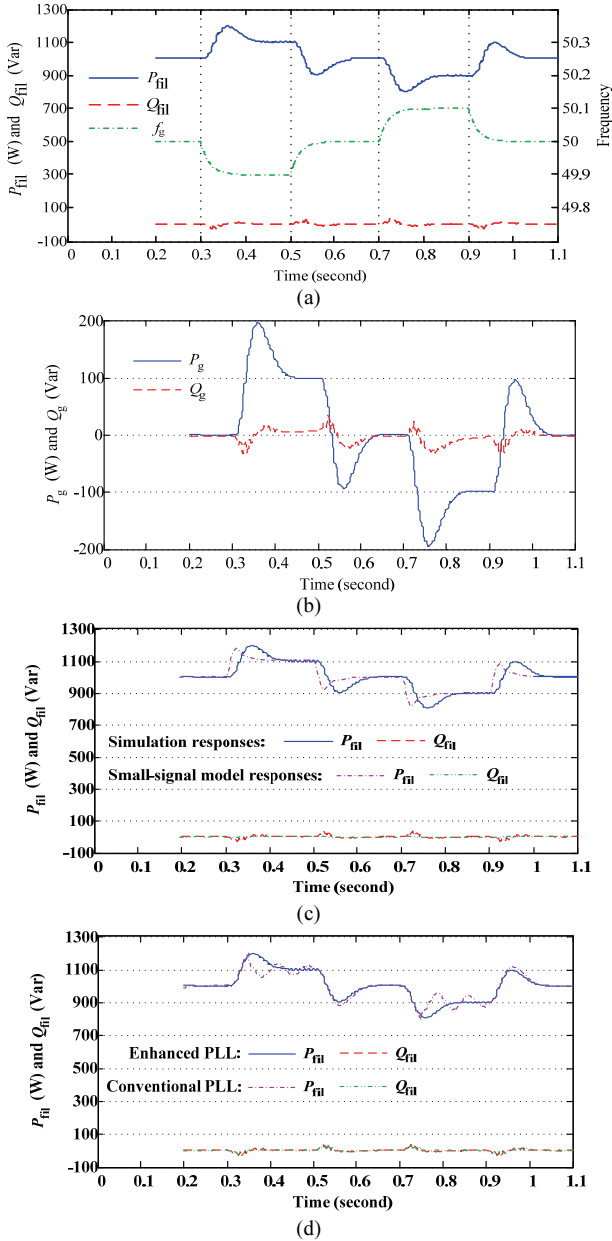 1300
1100
900
700
500
300
100
-100
P_fil (W) and Q_fil (Var)
P_fil
Q_fil
f_g
50.3
50.2
50.1
50
49.9
49.8
Frequency
0 0.1 0.2 0.3 0.4 0.5 0.6 0.7 0.8 0.9 1 1.1
Time (second)
(a)
200
100
0
-100
-200
P_g (W) and Q_g (Var)
P_g
Q_g
0 0.1 0.2 0.3 0.4 0.5 0.6 0.7 0.8 0.9 1 1.1
Time (second)
(b)
1300
1100
900
700
500
300
100
-100
P_fil (W) and Q_fil (Var)
Simulation responses: P_fil Q_fil
Small-signal model responses: P_fil Q_fil
0 0.1 0.2 0.3 0.4 0.5 0.6 0.7 0.8 0.9 1 1.1
Time (second)
(c)
1300
1100
900
700
500
300
100
-100
P_fil (W) and Q_fil (Var)
Enhanced PLL: P_fil Q_fil
Conventional PLL: P_fil Q_fil
0 0.1 0.2 0.3 0.4 0.5 0.6 0.7 0.8 0.9 1 1.1
Time (second)
(d)